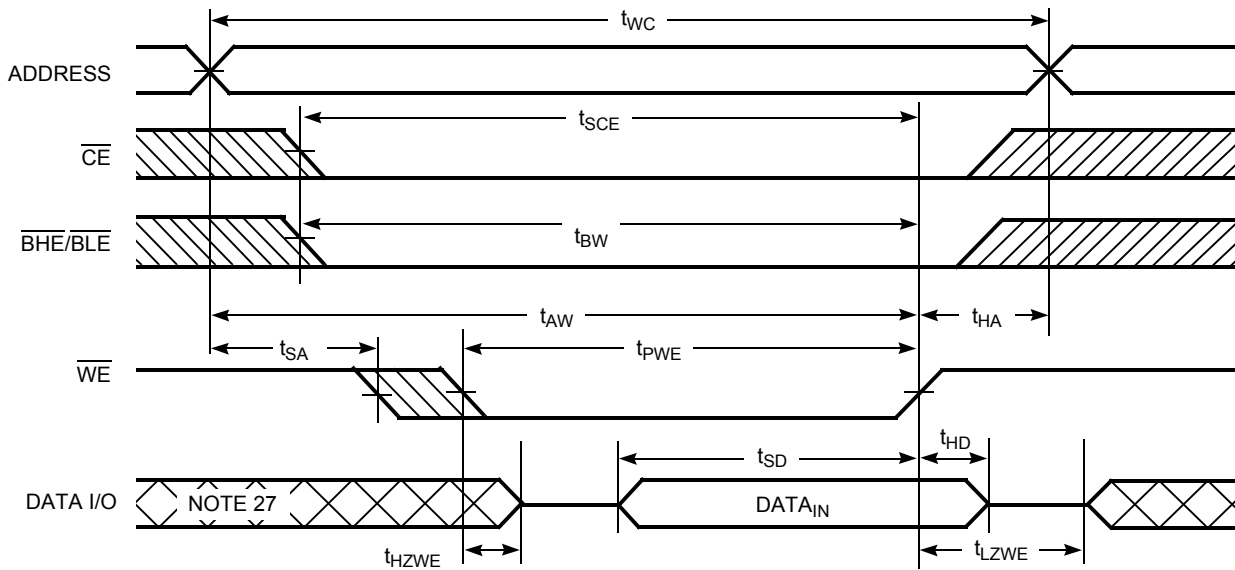 tWC
ADDRESS
tSCE
CE
tBW
BHE/BLE
tAW
tHA
tSA
tPWE
WE
tHD
tSD
DATA I/O
NOTE 27
DATAIN
tHZWE
tLZWE